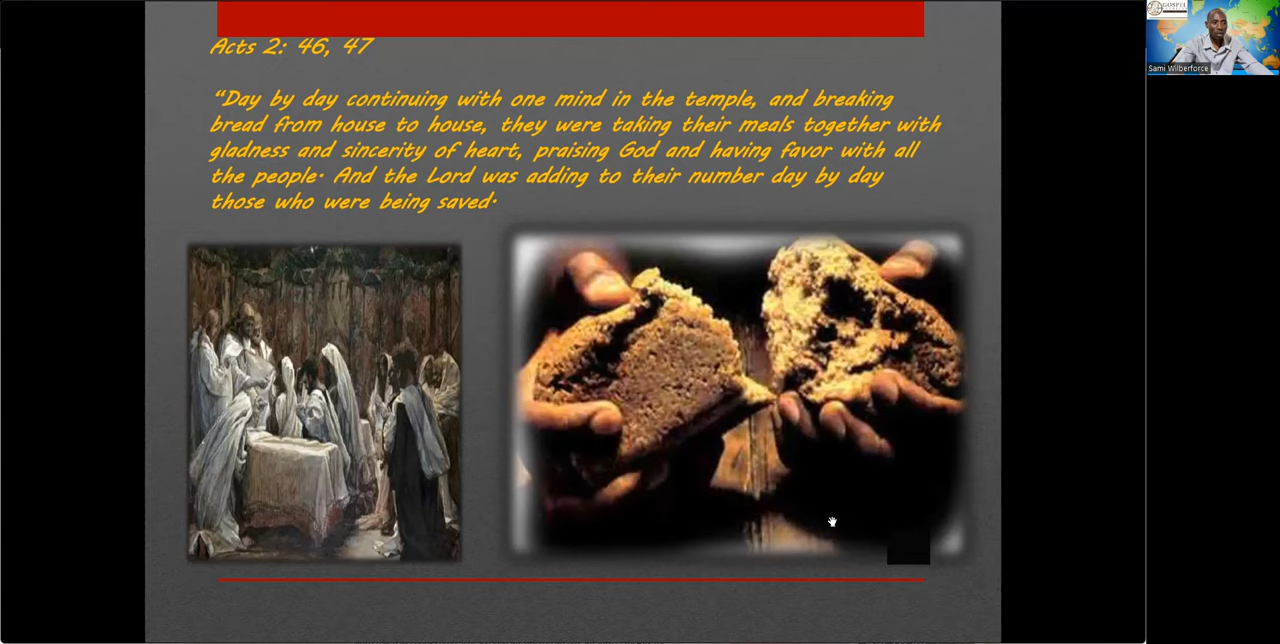 Acts 2: 46, 47
“Day by day continuing with one mind in the temple, and breaking
bread from house to house, they were taking their meals together with
gladness and sincerity of heart, praising God and having favor with all
the people. And the Lord was adding to their number day by day
those who were being saved.
GOSPEL
Sami Wilberforce